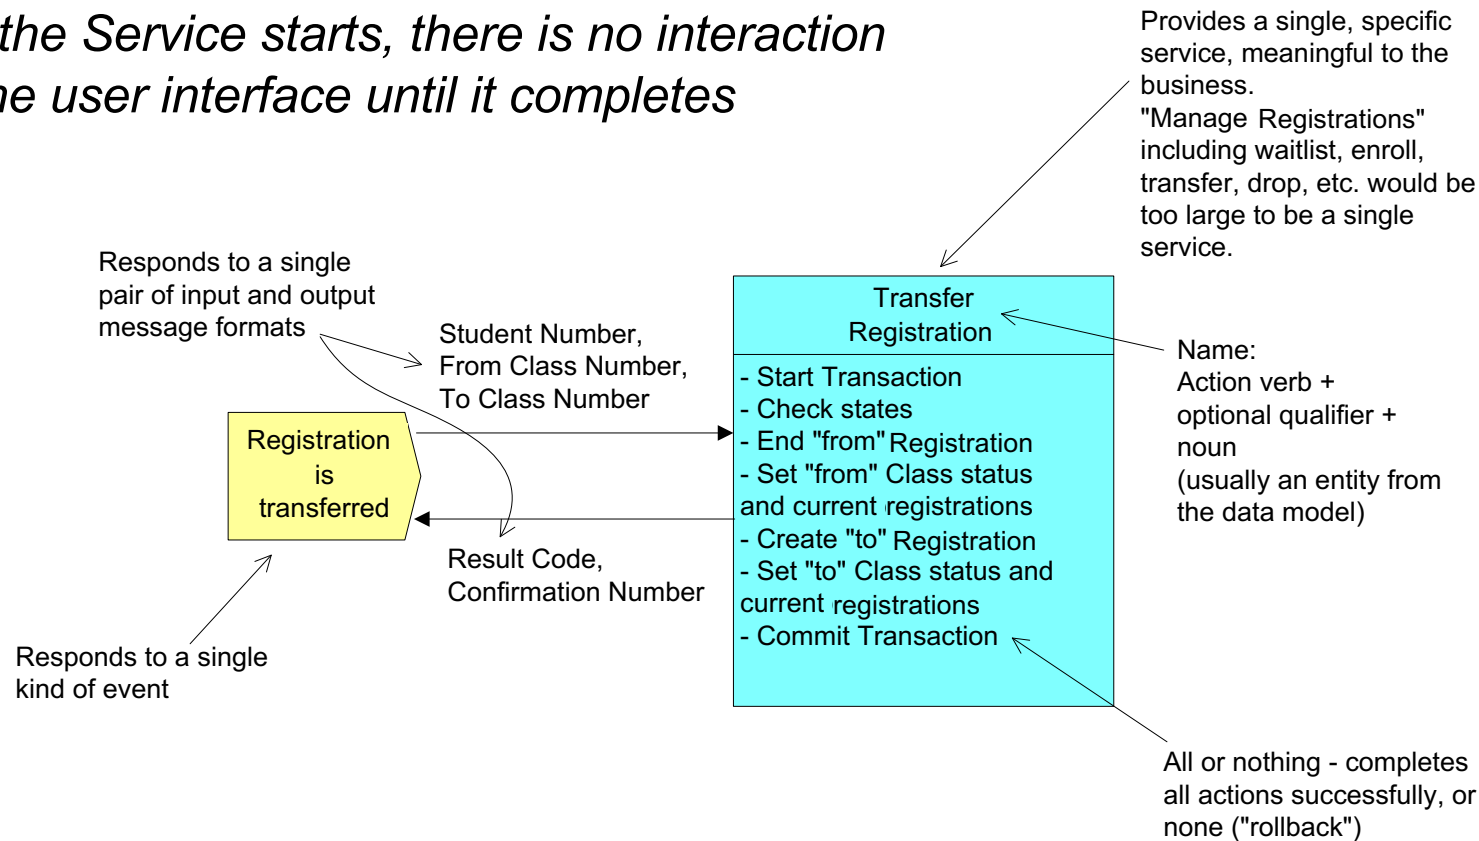 the Service starts, there is no interaction
ne user interface until it completes
Provides a single, specific
service, meaningful to the
business.
"Manage Registrations"
including waitlist, enroll,
transfer, drop, etc. would be
too large to be a single
service.
Responds to a single
pair of input and output
message formats
Student Number,
From Class Number,
To Class Number
Transfer
Registration
Name:
Action verb +
optional qualifier +
noun
(usually an entity from
the data model)
- Start Transaction
- Check states
- End "from" Registration
- Set "from" Class status
and current registrations
- Create "to" Registration
- Set "to" Class status and
current registrations
- Commit Transaction
Registration
is
transferred
Result Code,
Confirmation Number
Responds to a single
kind of event
All or nothing - completes
all actions successfully, or
none ("rollback")